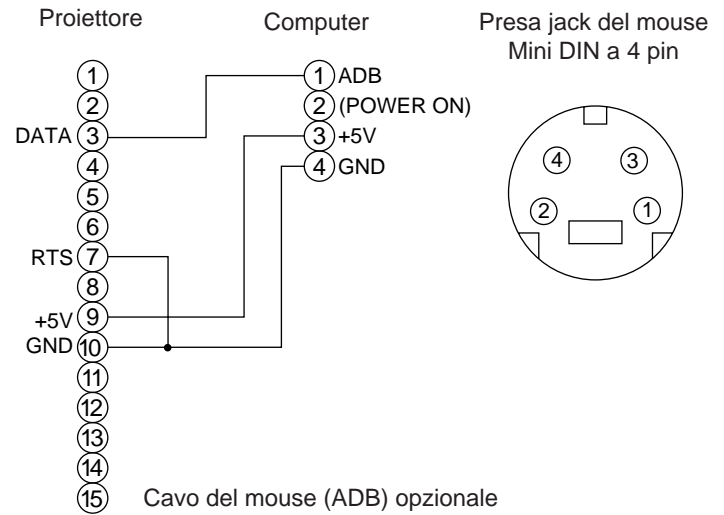 Proiettore
Computer
Presa jack del mouse
Mini DIN a 4 pin
1
2
DATA 3
4
5
6
RTS 7
8
+5V 9
GND 10
11
12
13
14
15
1 ADB
2 (POWER ON)
3 +5V
4 GND
4 3
2 1
Cavo del mouse (ADB) opzionale